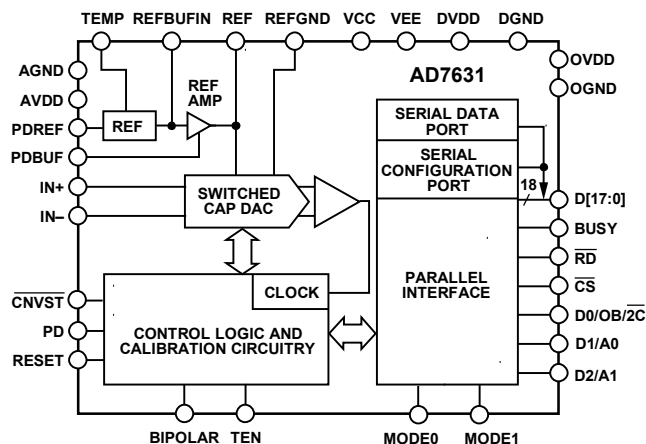 TEMP REFBUFIN REF REFGND VCC VEE DVDD DGND
OVDD
OGND
AGND
AVDD
PDREF
PDBUF
IN+
IN–
CNVST
PD
RESET
REF
REF
AMP
AD7631
SERIAL DATA
PORT
SERIAL
CONFIGURATION
PORT
18
SWITCHED
CAP DAC
CLOCK
CONTROL LOGIC AND
CALIBRATION CIRCUITRY
PARALLEL
INTERFACE
D[17:0]
BUSY
RD
CS
D0/OB/2C
D1/A0
D2/A1
BIPOLAR TEN
MODE0 MODE1